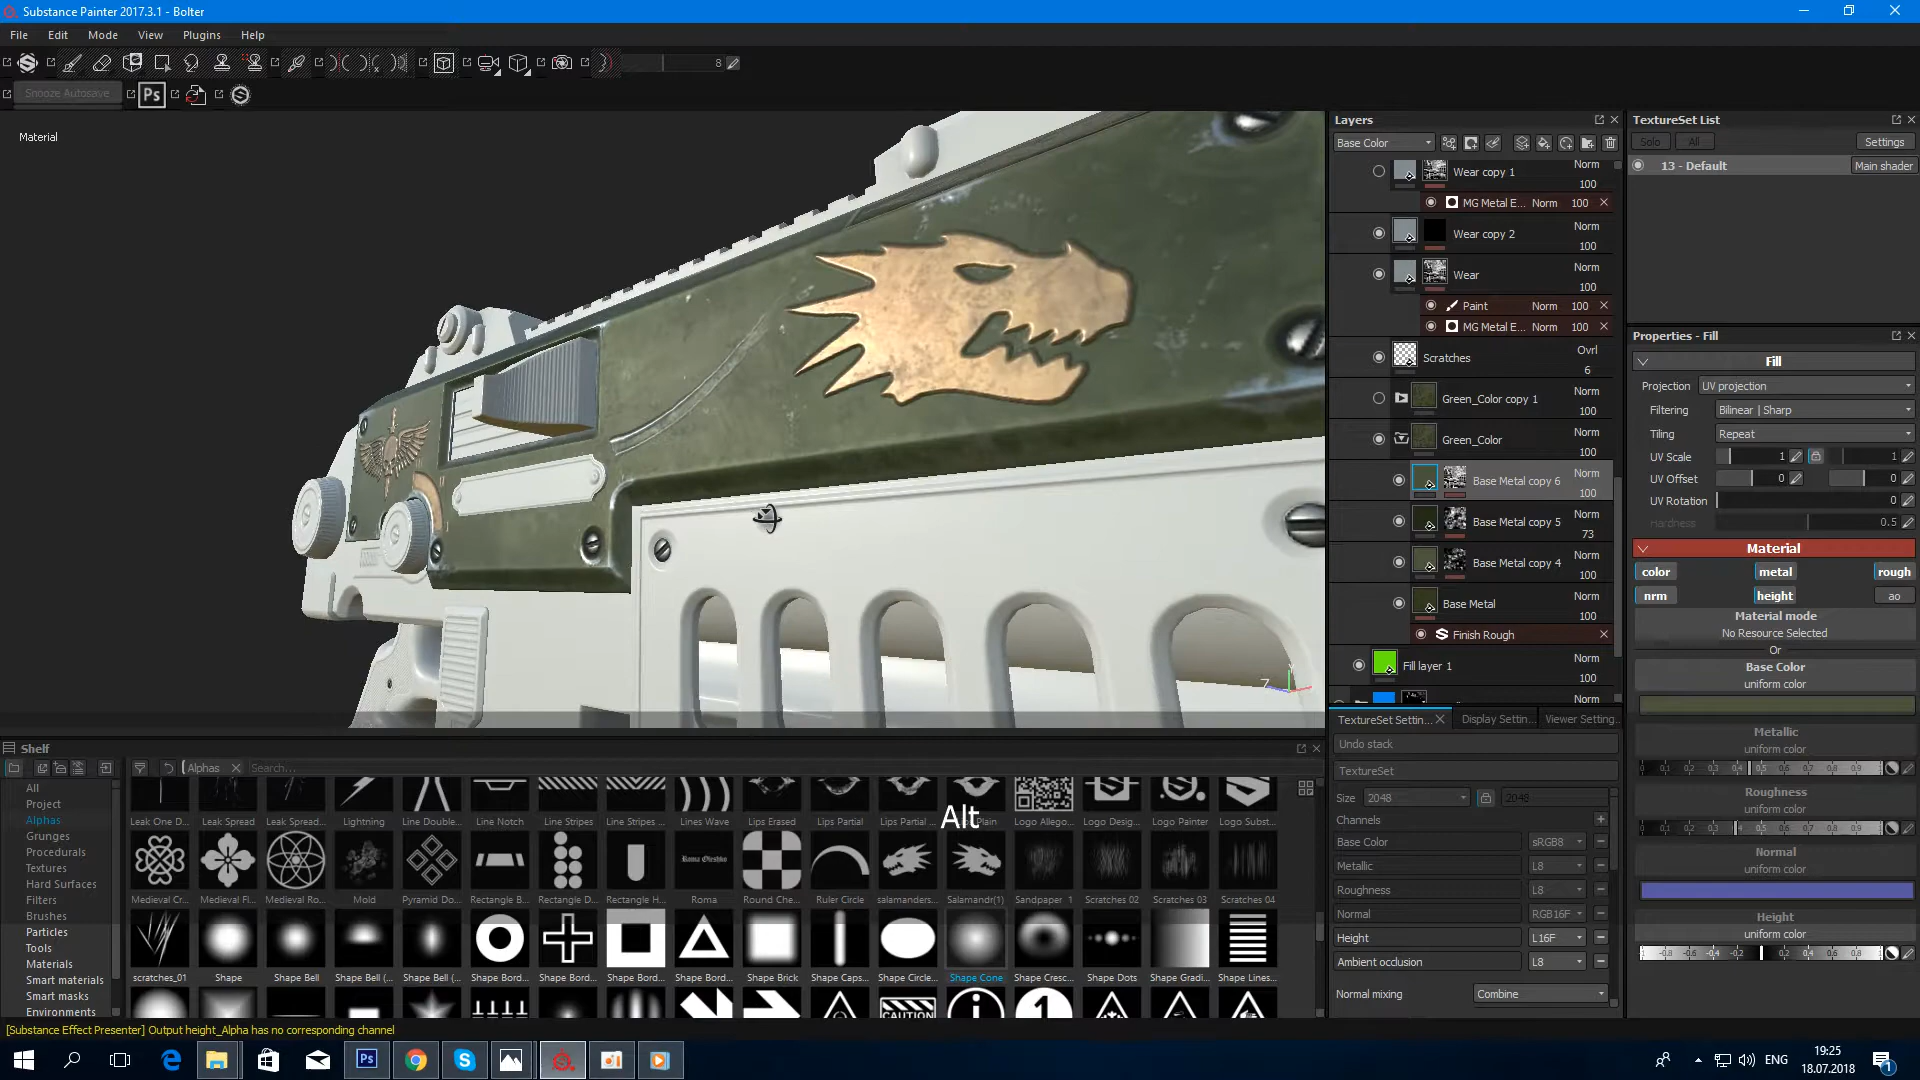 Substance Painter 2017.3.1 - Bolter
File Edit Mode View Plugins Help
8
Snooze Autosave
Ps
Material
Alt
Layers
Base Color
Wear copy 1 Norm 100
MG Metal E... Norm 100
Wear copy 2 Norm 100
Wear Norm 100
Paint Norm 100
MG Metal E... Norm 100
Scratches Ovrl 6
Green_Color copy 1 Norm 100
Green_Color Norm 100
Base Metal copy 6 Norm 100
Base Metal copy 5 Norm 73
Base Metal copy 4 Norm 100
Base Metal Norm 100
Finish Rough
Fill layer 1 Norm 100
Norm
TextureSet Settin... Display Settin... Viewer Setting...
Undo stack
TextureSet
Size 2048 2048
Channels
Base Color sRGB8
Metallic L8
Roughness L8
Normal RGB16F
Height L16F
Ambient occlusion L8
Normal mixing Combine
TextureSet List
Solo All Settings
13 - Default Main shader
Properties - Fill
Fill
Projection UV projection
Filtering Bilinear | Sharp
Tiling Repeat
UV Scale 1 1
UV Offset 0 0
UV Rotation 0
Hardness 0.5
Material
color metal rough
nrm height ao
Material mode
No Resource Selected
Or
Base Color
uniform color
Metallic
uniform color
Roughness
uniform color
Normal
uniform color
Height
uniform color
Shelf
Alphas Search...
All
Project
Alphas
Grunges
Procedurals
Textures
Hard Surfaces
Filters
Brushes
Particles
Tools
Materials
Smart materials
Smart masks
Environments
Leak One D... Leak Spread Leak Spread... Lightning Line Double... Line Notch Line Stripes Line Stripes ... Lines Wave Lips Erased Lips Partial Lips Partial ... Lips Plain Logo Allego... Logo Desig... Logo Painter Logo Subst...
Medieval Cr... Medieval Fl... Medieval Ro... Mold Pyramid Do... Rectangle B... Rectangle D... Rectangle H... Roma Round Che... Ruler Circle salamanders... Salamandr(1) Sandpaper_1 Scratches 02 Scratches 03 Scratches 04
scratches_01 Shape Shape Bell Shape Bell (... Shape Bell (... Shape Bord... Shape Bord... Shape Bord... Shape Bord... Shape Brick Shape Caps... Shape Circle... Shape Cone Shape Cresc... Shape Dots Shape Gradi... Shape Lines...
CAUTION
[Substance Effect Presenter] Output height_Alpha has no corresponding channel
ENG
19:25
18.07.2018